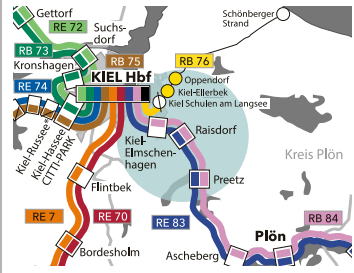 Gettorf
RE 72
Suchs-
dorf
Schönberger
Strand
RB 73
Kronshagen
RB 75
RB 76
KIEL Hbf
Oppendorf
RE 74
Kiel-Ellerbek
Kiel Schulen am Langsee
Kiel-Russee*
Kiel-Hassee
CITTI-PARK
Kiel-
Elmschen-
hagen
Raisdorf
Kreis Plön
Flintbek
Preetz
RE 7
RE 70
RE 83
RB 84
Plön
Bordesholm
Ascheberg